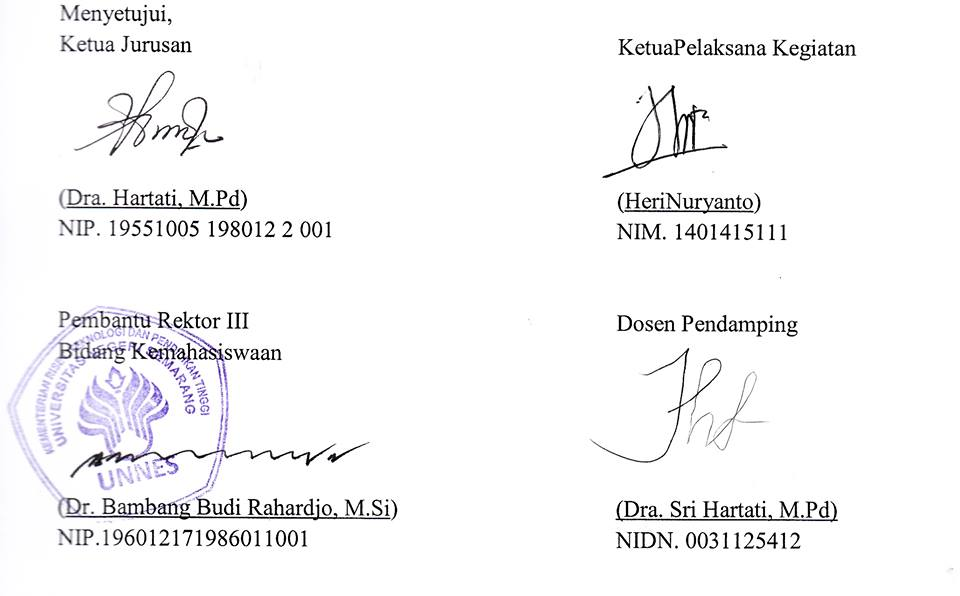 Menyetujui,
Ketua Jurusan
(Dra. Hartati, M.Pd)
NIP. 19551005 198012 2 001
KetuaPelaksana Kegiatan
(HeriNuryanto)
NIM. 1401415111
Pembantu Rektor III
Bidang Kemahasiswaan
KEMENTERIAN RISET TEKNOLOGI DAN PENDIDIKAN TINGGI
UNIVERSITAS NEGERI SEMARANG
UNNES
(Dr. Bambang Budi Rahardjo, M.Si)
NIP.196012171986011001
Dosen Pendamping
(Dra. Sri Hartati, M.Pd)
NIDN. 0031125412